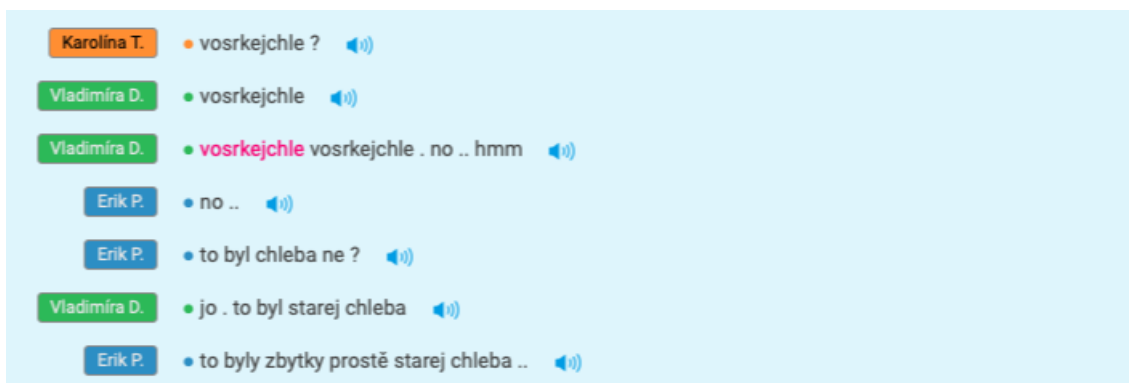 Karolína T. • vosrkejchle ?
Vladimíra D. • vosrkejchle
Vladimíra D. • vosrkejchle vosrkejchle . no .. hmm
Erik P. • no ..
Erik P. • to byl chleba ne ?
Vladimíra D. • jo . to byl starej chleba
Erik P. • to byly zbytky prostě starej chleba ..